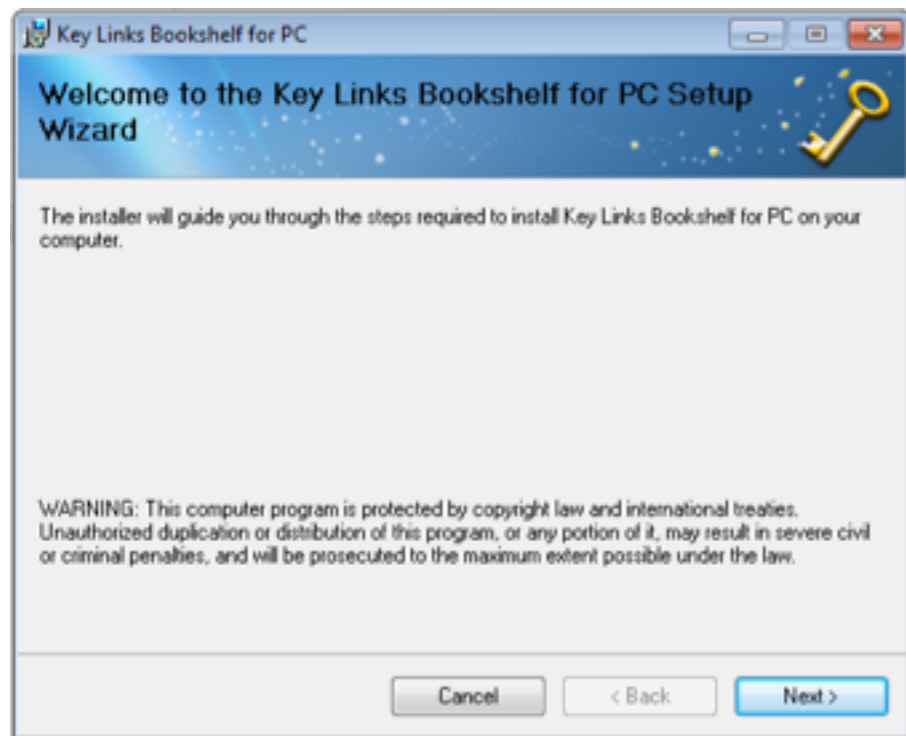 Key Links Bookshelf for PC
Welcome to the Key Links Bookshelf for PC Setup
Wizard
The installer will guide you through the steps required to install Key Links Bookshelf for PC on your
computer.
WARNING: This computer program is protected by copyright law and international treaties.
Unauthorized duplication or distribution of this program, or any portion of it, may result in severe civil
or criminal penalties, and will be prosecuted to the maximum extent possible under the law.
Cancel
< Back
Next >